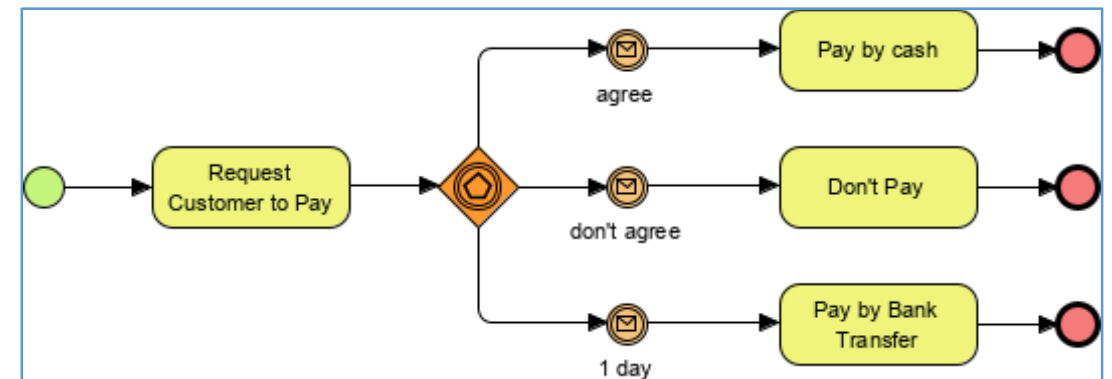 Pay by cash
agree
Request
Customer to Pay
Don't Pay
don't agree
Pay by Bank
Transfer
1 day